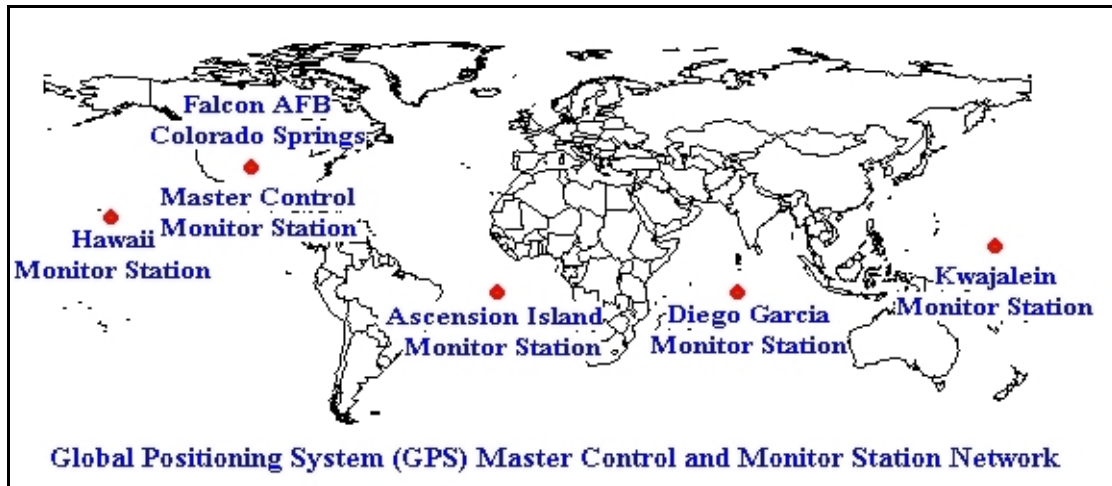 Falcon AFB
Colorado Springs
Master Control
Monitor Station
Hawaii
Monitor Station
Ascension Island
Monitor Station
Diego Garcia
Monitor Station
Kwajalein
Monitor Station
Global Positioning System (GPS) Master Control and Monitor Station Network